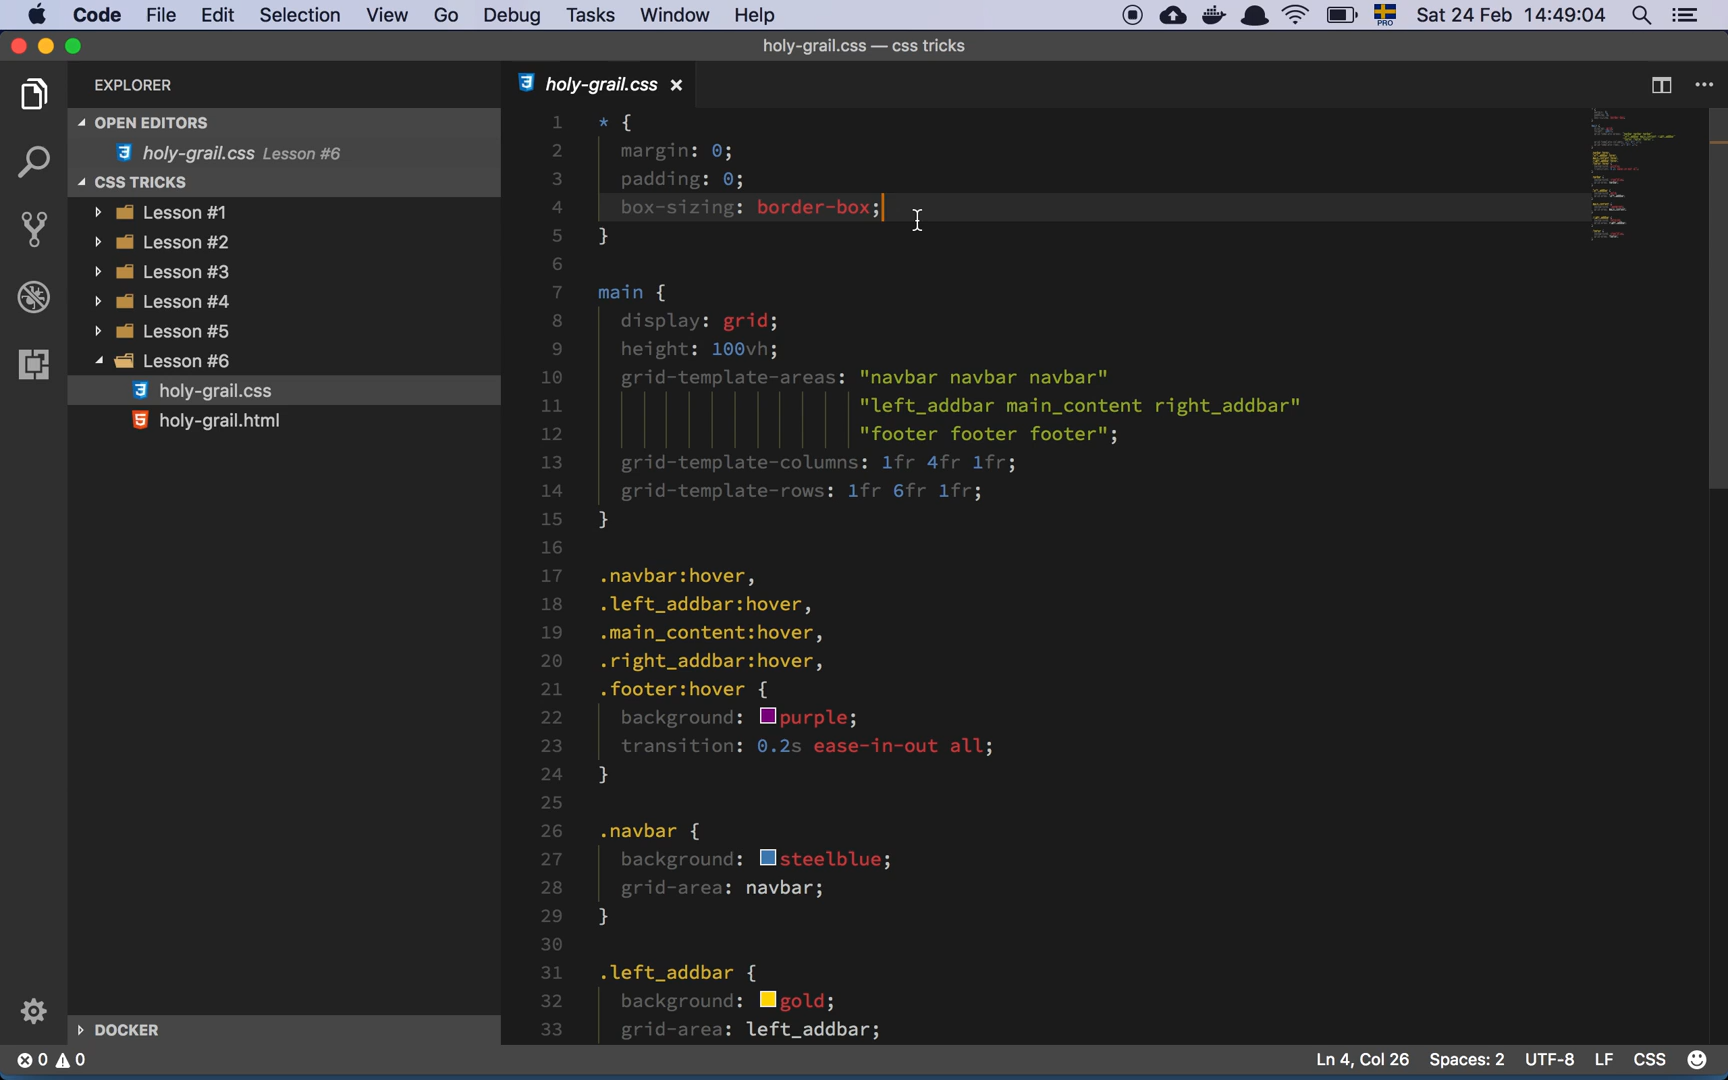 Code File Edit Selection View Go Debug Tasks Window Help PRO Sat 24 Feb 14:49:04
holy-grail.css — css tricks
EXPLORER
OPEN EDITORS
holy-grail.css Lesson #6
CSS TRICKS
Lesson #1
Lesson #2
Lesson #3
Lesson #4
Lesson #5
Lesson #6
holy-grail.css
holy-grail.html
DOCKER
holy-grail.css
1 * {
2 margin: 0;
3 padding: 0;
4 box-sizing: border-box;
5 }
6
7 main {
8 display: grid;
9 height: 100vh;
10 grid-template-areas: "navbar navbar navbar"
11 "left_addbar main_content right_addbar"
12 "footer footer footer";
13 grid-template-columns: 1fr 4fr 1fr;
14 grid-template-rows: 1fr 6fr 1fr;
15 }
16
17 .navbar:hover,
18 .left_addbar:hover,
19 .main_content:hover,
20 .right_addbar:hover,
21 .footer:hover {
22 background: purple;
23 transition: 0.2s ease-in-out all;
24 }
25
26 .navbar {
27 background: steelblue;
28 grid-area: navbar;
29 }
30
31 .left_addbar {
32 background: gold;
33 grid-area: left_addbar;
0 0 Ln 4, Col 26 Spaces: 2 UTF-8 LF CSS